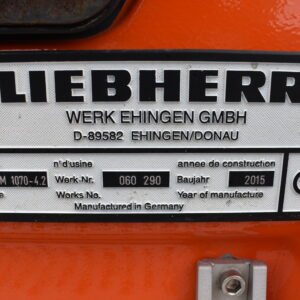 LIEBHERR
WERK EHINGEN GMBH
D-89582 EHINGEN/DONAU
n° d'usine annee de construction
M 1070-4.2 Werk-Nr. 060 290 Baujahr 2015
Works No. Year of manufacture
Manufactured in Germany